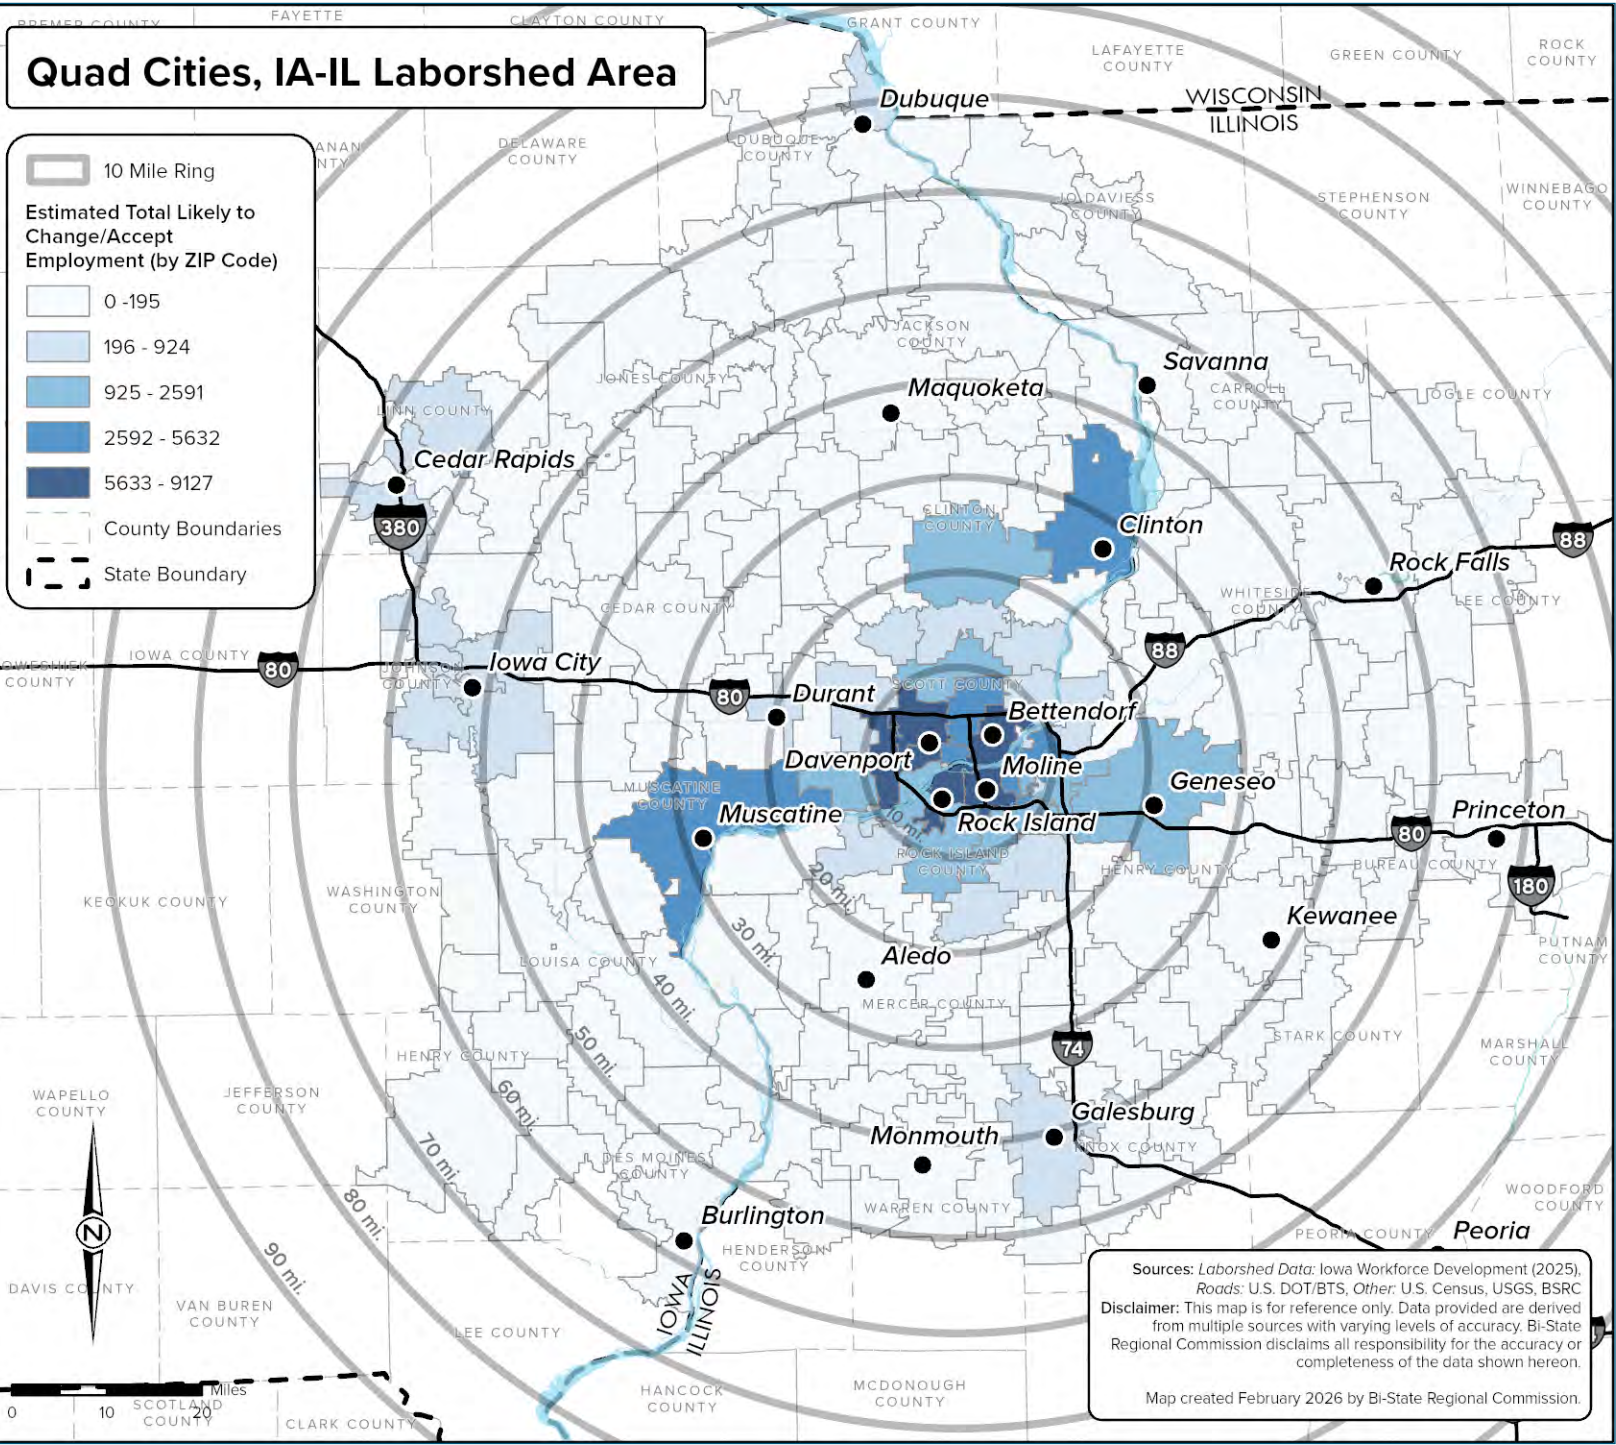 BREMER COUNTY
FAYETTE
CLAYTON COUNTY
GRANT COUNTY
LAFAYETTE
COUNTY
GREEN COUNTY
ROCK
COUNTY
Quad Cities, IA-IL Laborshed Area
Dubuque
WISCONSIN
ILLINOIS
10 Mile Ring
Estimated Total Likely to
Change/Accept
Employment (by ZIP Code)
0 -195
196 - 924
925 - 2591
2592 - 5632
5633 - 9127
County Boundaries
State Boundary
DELAWARE
COUNTY
DUBUQUE
COUNTY
JO DAVIESS
COUNTY
STEPHENSON
COUNTY
WINNEBAGO
COUNTY
JACKSON
COUNTY
JONES COUNTY
Maquoketa
Savanna
CARROLL
COUNTY
OGLE COUNTY
LINN COUNTY
Cedar Rapids
380
CLINTON
COUNTY
Clinton
88
Rock Falls
WHITESIDE
COUNTY
LEE COUNTY
CEDAR COUNTY
88
IOWA COUNTY
COUNTY
80
JOHNSON
COUNTY
Iowa City
80
Durant
SCOTT COUNTY
Bettendorf
Davenport
Moline
Geneseo
MUSCATINE
COUNTY
Muscatine
10 mi.
Rock Island
Princeton
80
ROCK ISLAND
COUNTY
HENRY COUNTY
BUREAU COUNTY
180
20 mi.
KEOKUK COUNTY
WASHINGTON
COUNTY
Kewanee
30 mi.
PUTNAM
COUNTY
LOUISA COUNTY
Aledo
40 mi.
MERCER COUNTY
STARK COUNTY
MARSHALL
COUNTY
50 mi.
74
HENRY COUNTY
WAPELLO
COUNTY
JEFFERSON
COUNTY
60 mi.
Galesburg
KNOX COUNTY
Monmouth
70 mi.
DES MOINES
COUNTY
WARREN COUNTY
WOODFORD
COUNTY
N
80 mi.
Burlington
HENDERSON
COUNTY
PEORIA COUNTY
Peoria
90 mi.
DAVIS COUNTY
VAN BUREN
COUNTY
IOWA
ILLINOIS
LEE COUNTY
Sources: Laborshed Data: Iowa Workforce Development (2025),
Roads: U.S. DOT/BTS, Other: U.S. Census, USGS, BSRC
Disclaimer: This map is for reference only. Data provided are derived
from multiple sources with varying levels of accuracy. Bi-State
Regional Commission disclaims all responsibility for the accuracy or
completeness of the data shown hereon.
Map created February 2026 by Bi-State Regional Commission.
Miles
0 10 20
SCOTLAND
COUNTY
CLARK COUNTY
HANCOCK
COUNTY
MCDONOUGH
COUNTY